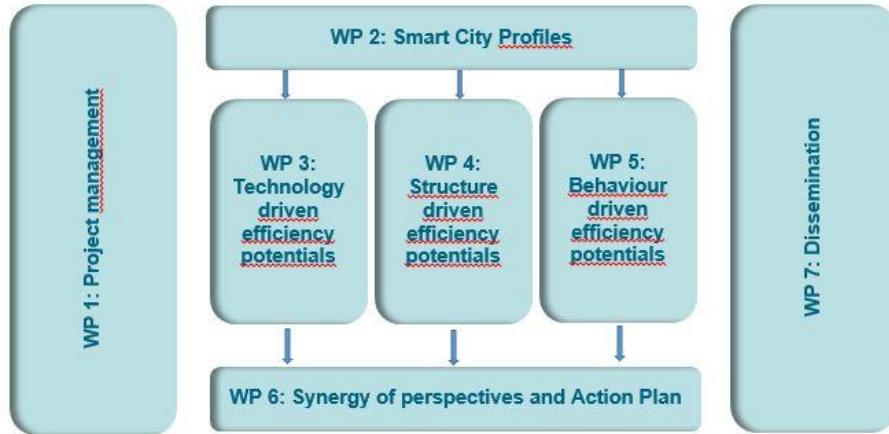 WP 1: Project management
WP 2: Smart City Profiles
WP 3:
Technology
driven
efficiency
potentials
WP 4:
Structure
driven
efficiency
potentials
WP 5:
Behaviour
driven
efficiency
potentials
WP 6: Synergy of perspectives and Action Plan
WP 7: Dissemination